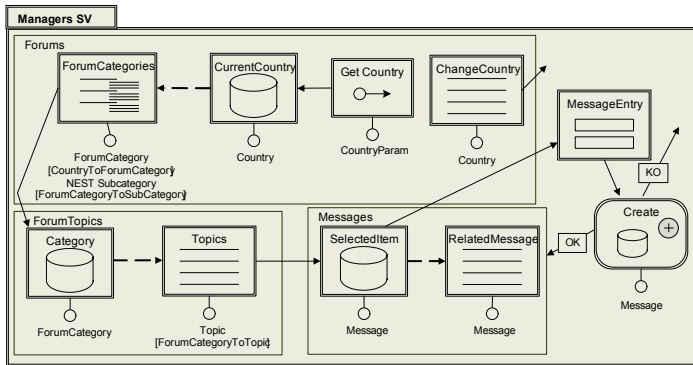 Managers SV
Forums
ForumCategories
CurrentCountry
Get Country
ChangeCountry
MessageEntry
ForumCategory
[CountryToForumCategory]
NEST Subcategory
[ForumCategoryToSubCategory]
Country
CountryParam
Country
KO
ForumTopics
Messages
Create
Category
Topics
SelectedItem
RelatedMessage
OK
ForumCategory
Topic
[ForumCategoryToTopic]
Message
Message
Message